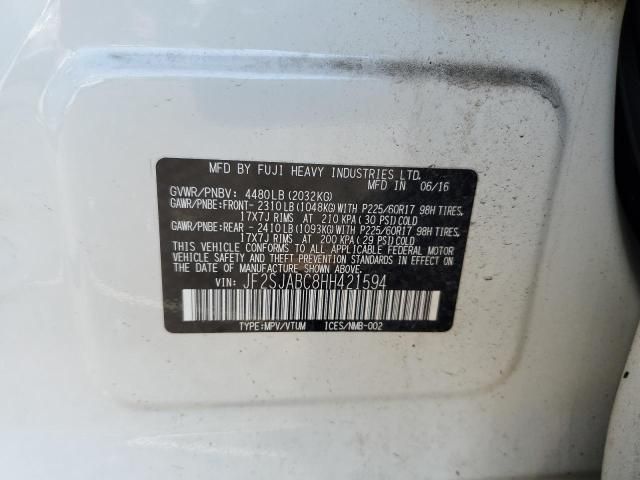 MFD BY FUJI HEAVY INDUSTRIES LTD.
MFD IN 06/16
GVWR/PNBV: 4480LB (2032KG)
GAWR/PNBE:FRONT- 2310LB (1048KG) WITH P225/60R17 98H TIRES,
17X7J RIMS AT 210 KPA (30 PSI) COLD
GAWR/PNBE:REAR - 2410LB (1093KG) WITH P225/60R17 98H TIRES,
17X7J RIMS AT 200 KPA (29 PSI) COLD
THIS VEHICLE CONFORMS TO ALL APPLICABLE FEDERAL MOTOR
VEHICLE SAFETY AND THEFT PREVENTION STANDARDS IN
EFFECT ON THE DATE OF MANUFACTURE SHOWN ABOVE.
VIN: JF2SJABC8HH421594
TYPE:MPV/VTUM ICES/NMB-002